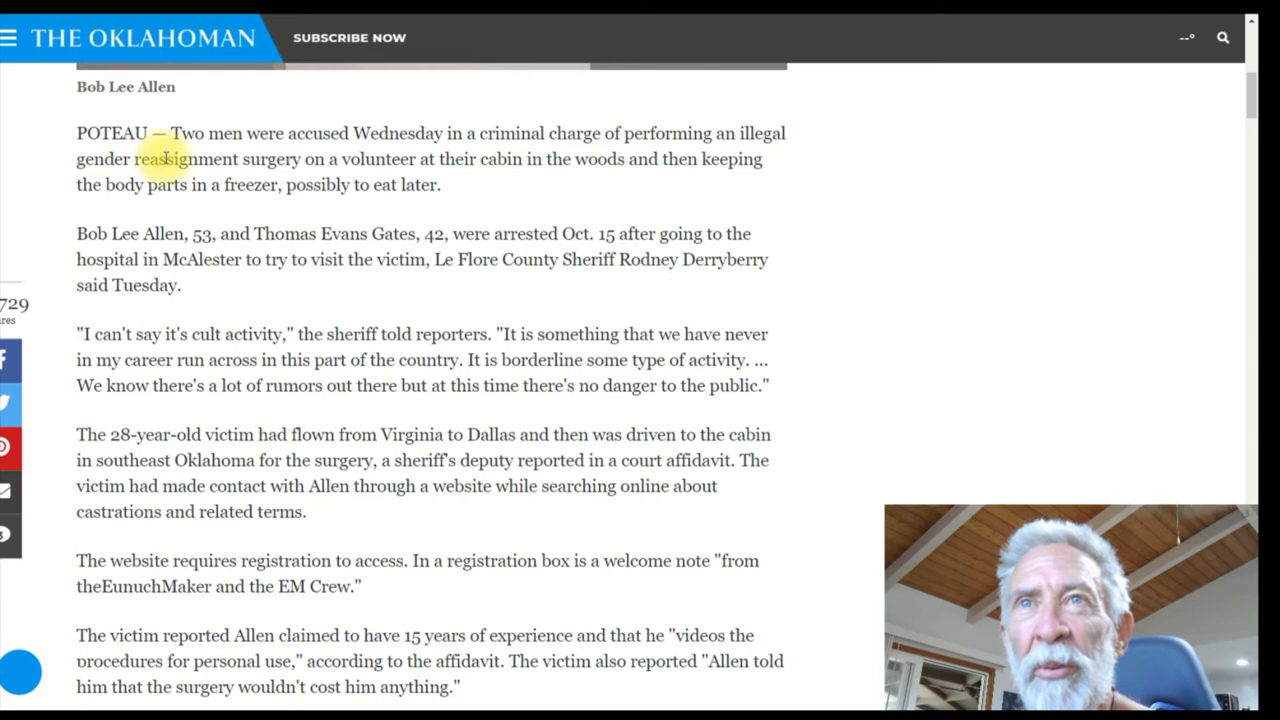 THE OKLAHOMAN
SUBSCRIBE NOW
--°
Bob Lee Allen
POTEAU — Two men were accused Wednesday in a criminal charge of performing an illegal
gender reassignment surgery on a volunteer at their cabin in the woods and then keeping
the body parts in a freezer, possibly to eat later.
Bob Lee Allen, 53, and Thomas Evans Gates, 42, were arrested Oct. 15 after going to the
hospital in McAlester to try to visit the victim, Le Flore County Sheriff Rodney Derryberry
said Tuesday.
"I can't say it's cult activity," the sheriff told reporters. "It is something that we have never
in my career run across in this part of the country. It is borderline some type of activity. ...
We know there's a lot of rumors out there but at this time there's no danger to the public."
The 28-year-old victim had flown from Virginia to Dallas and then was driven to the cabin
in southeast Oklahoma for the surgery, a sheriff's deputy reported in a court affidavit. The
victim had made contact with Allen through a website while searching online about
castrations and related terms.
The website requires registration to access. In a registration box is a welcome note "from
theEunuchMaker and the EM Crew."
The victim reported Allen claimed to have 15 years of experience and that he "videos the
procedures for personal use," according to the affidavit. The victim also reported "Allen told
him that the surgery wouldn't cost him anything."
729